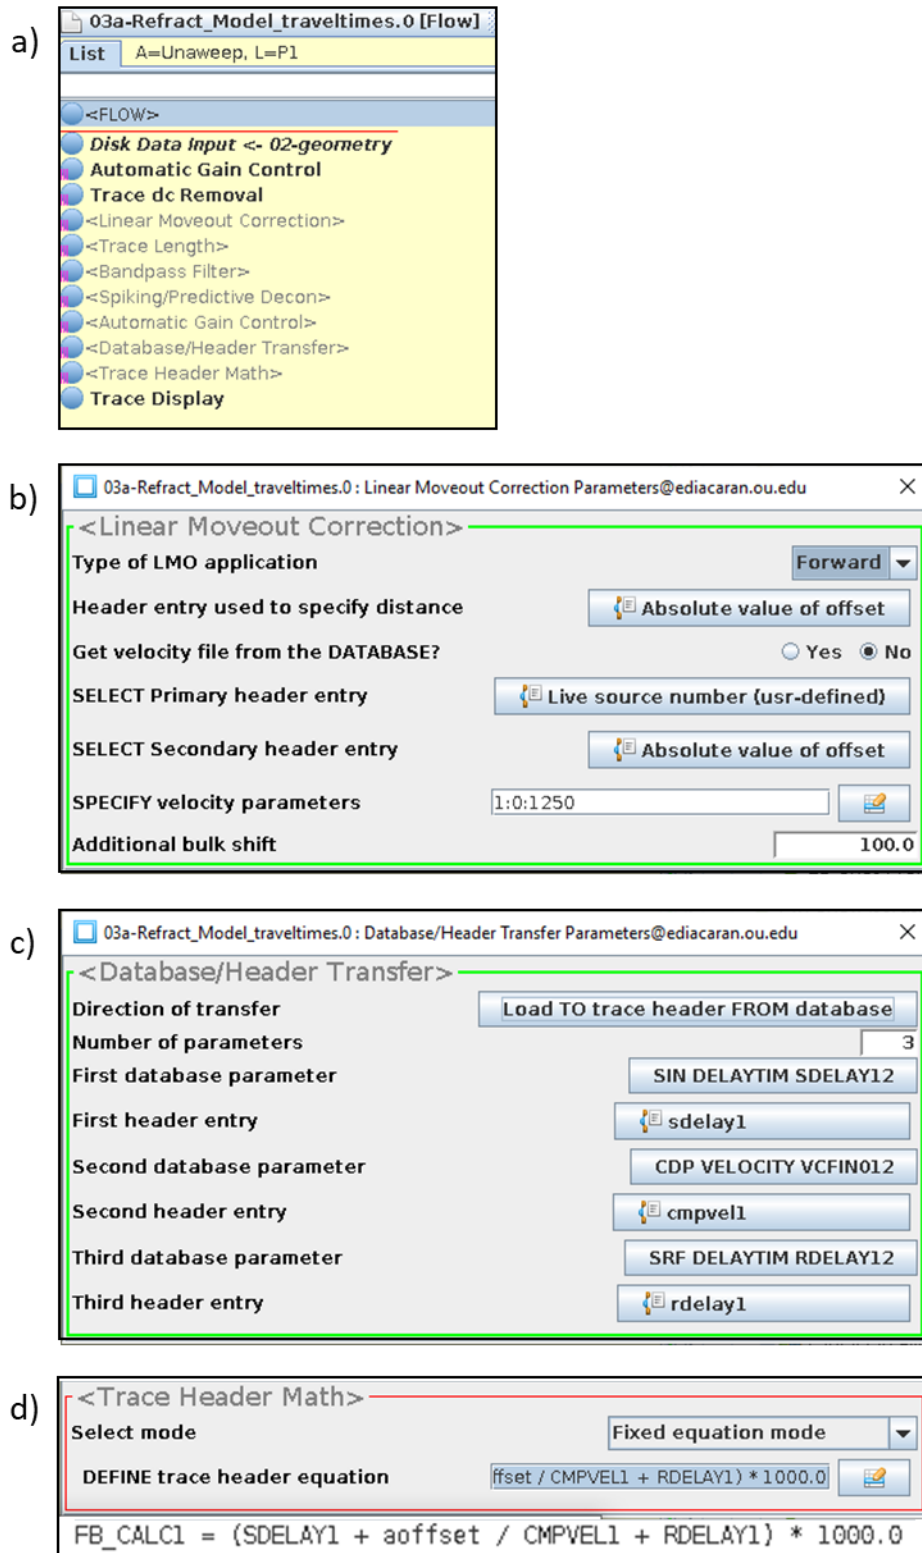 a)
03a-Refract_Model_traveltimes.0 [Flow]
List A=Unaweep, L=P1
<FLOW>
Disk Data Input <- 02-geometry
Automatic Gain Control
Trace dc Removal
<Linear Moveout Correction>
<Trace Length>
<Bandpass Filter>
<Spiking/Predictive Decon>
<Automatic Gain Control>
<Database/Header Transfer>
<Trace Header Math>
Trace Display
b)
03a-Refract_Model_traveltimes.0 : Linear Moveout Correction Parameters@ediacaran.ou.edu
<Linear Moveout Correction>
Type of LMO application Forward
Header entry used to specify distance Absolute value of offset
Get velocity file from the DATABASE? Yes No
SELECT Primary header entry Live source number (usr-defined)
SELECT Secondary header entry Absolute value of offset
SPECIFY velocity parameters 1:0:1250
Additional bulk shift 100.0
c)
03a-Refract_Model_traveltimes.0 : Database/Header Transfer Parameters@ediacaran.ou.edu
<Database/Header Transfer>
Direction of transfer Load TO trace header FROM database
Number of parameters 3
First database parameter SIN DELAYTIM SDELAY12
First header entry sdelay1
Second database parameter CDP VELOCITY VCFIN012
Second header entry cmpvel1
Third database parameter SRF DELAYTIM RDELAY12
Third header entry rdelay1
d)
<Trace Header Math>
Select mode Fixed equation mode
DEFINE trace header equation ffset / CMPVEL1 + RDELAY1) * 1000.0
FB_CALC1 = (SDELAY1 + aoffset / CMPVEL1 + RDELAY1) * 1000.0